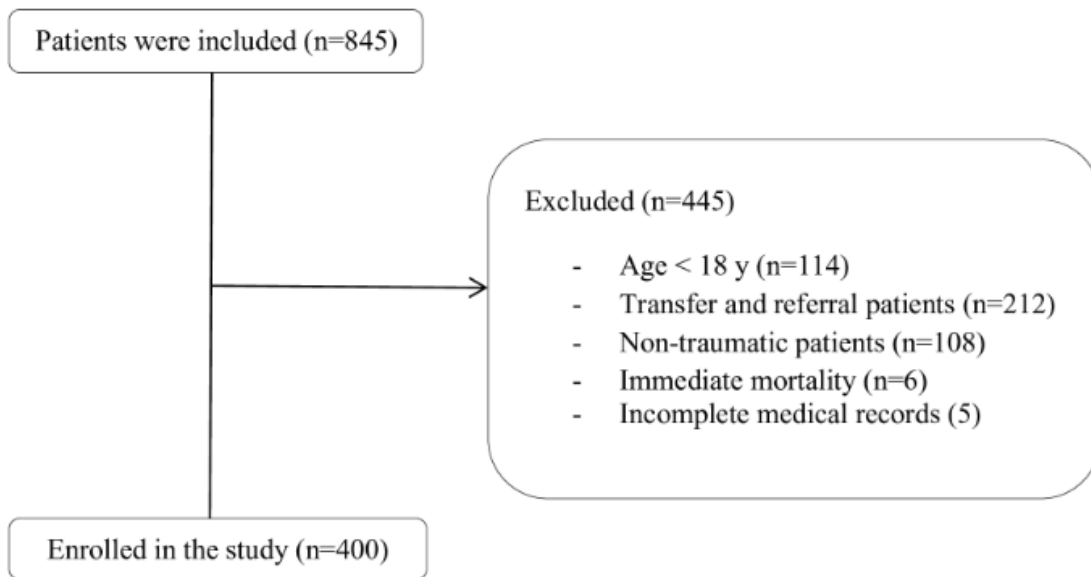 Patients were included (n=845)
Excluded (n=445)
- Age < 18 y (n=114)
- Transfer and referral patients (n=212)
- Non-traumatic patients (n=108)
- Immediate mortality (n=6)
- Incomplete medical records (5)
Enrolled in the study (n=400)